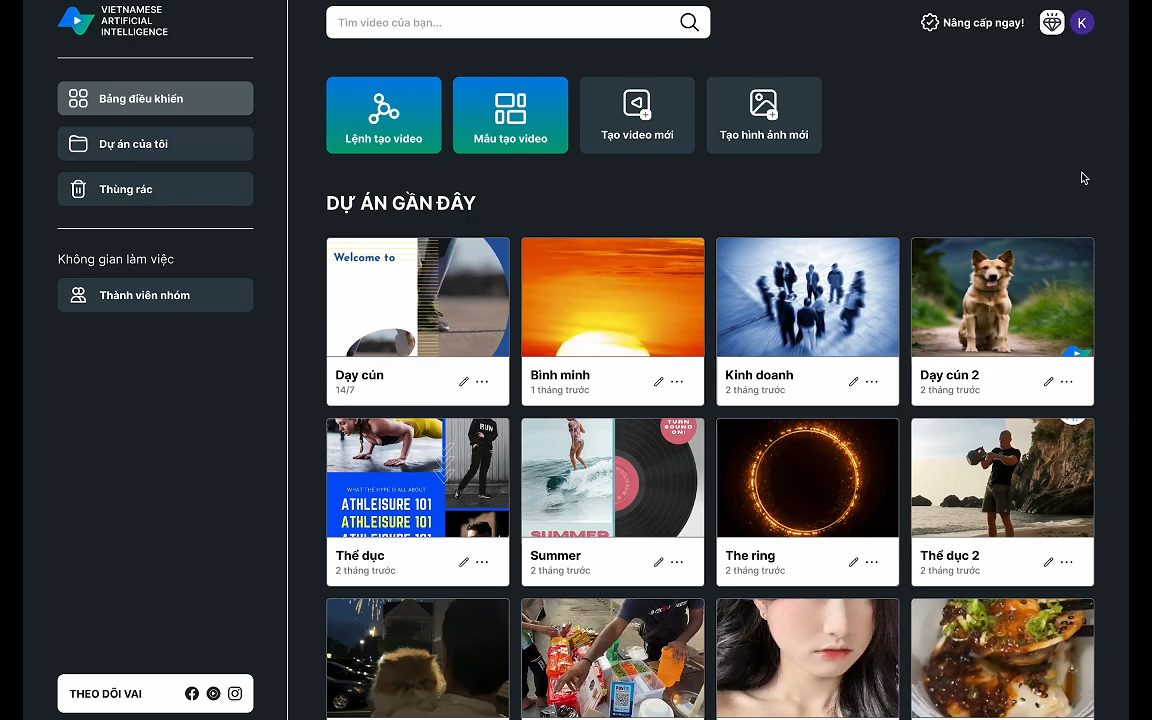 VIETNAMESE
ARTIFICIAL
INTELLIGENCE
Tìm video của bạn...
Nâng cấp ngay!
K
Bảng điều khiển
Dự án của tôi
Thùng rác
Không gian làm việc
Thành viên nhóm
THEO DÕI VAI
Lệnh tạo video
Mẫu tạo video
Tạo video mới
Tạo hình ảnh mới
DỰ ÁN GẦN ĐÂY
Welcome to
Dạy cún
14/7
Bình minh
1 tháng trước
Kinh doanh
2 tháng trước
Dạy cún 2
2 tháng trước
RUN
WHAT THE HYPE IS ALL ABOUT
ATHLEISURE 101
ATHLEISURE 101
ATHLEISURE 101
Thể dục
2 tháng trước
TURN
SOUND
ON!
SUMMER
Summer
2 tháng trước
The ring
2 tháng trước
Thể dục 2
2 tháng trước